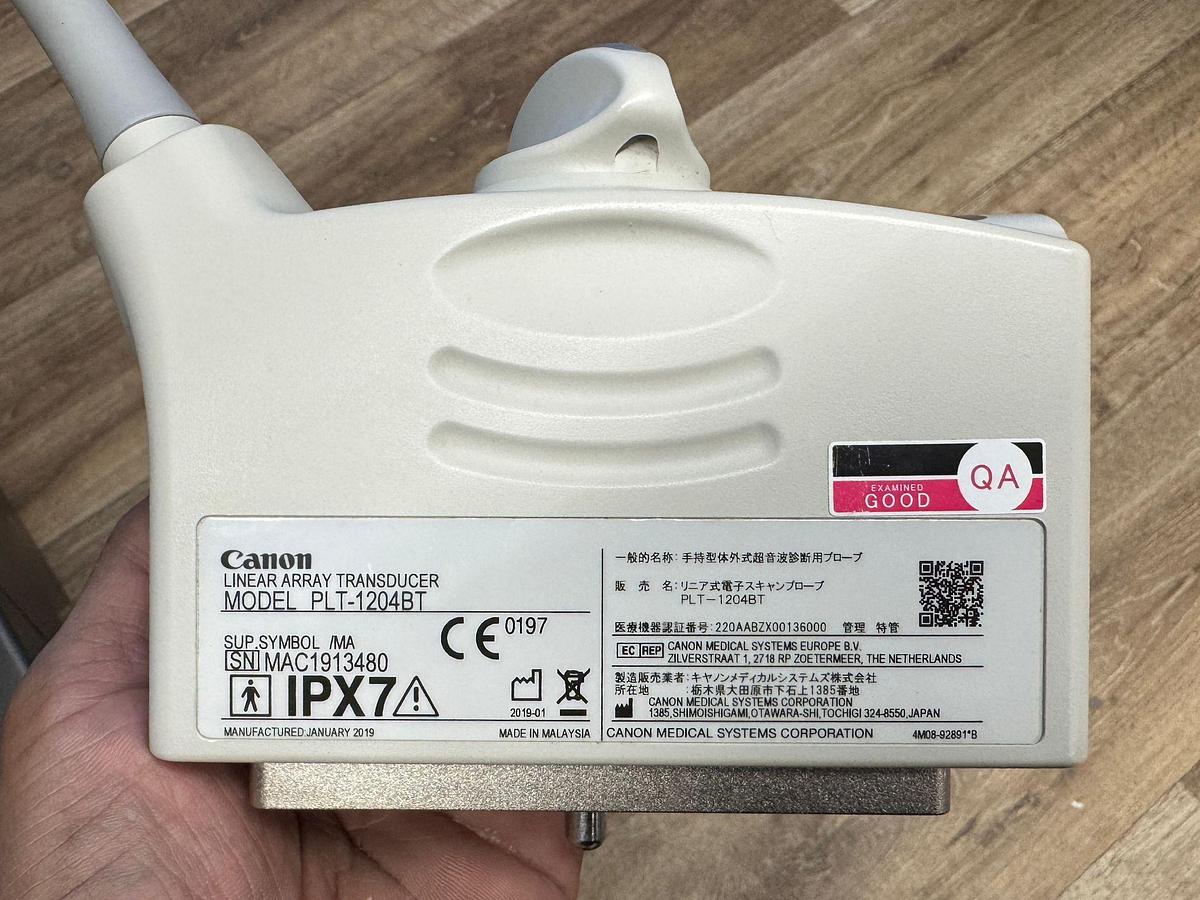 EXAMINED
GOOD
QA
Canon
LINEAR ARRAY TRANSDUCER
MODEL PLT-1204BT
SUP.SYMBOL /MA
SN MAC1913480
CE 0197
IPX7
2019-01
MANUFACTURED:JANUARY 2019
MADE IN MALAYSIA
一般的名称: 手持型体外式超音波診断用プローブ
販 売 名: リニア式電子スキャンプローブ
PLT-1204BT
医療機器認証番号: 220AABZX00136000 管理 特管
EC REP CANON MEDICAL SYSTEMS EUROPE B.V.
ZILVERSTRAAT 1, 2718 RP ZOETERMEER, THE NETHERLANDS
製造販売業者: キヤノンメディカルシステムズ株式会社
所在地 :栃木県大田原市下石上1385番地
CANON MEDICAL SYSTEMS CORPORATION
1385,SHIMOISHIGAMI,OTAWARA-SHI,TOCHIGI 324-8550,JAPAN
CANON MEDICAL SYSTEMS CORPORATION
4M08-92891*B